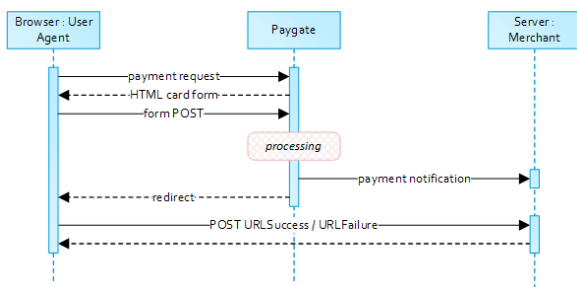 Browser : User
Agent
Paygate
Server :
Merchant
payment request
HTML card form
form POST
processing
payment notification
redirect
POST URLSuccess / URLFailure